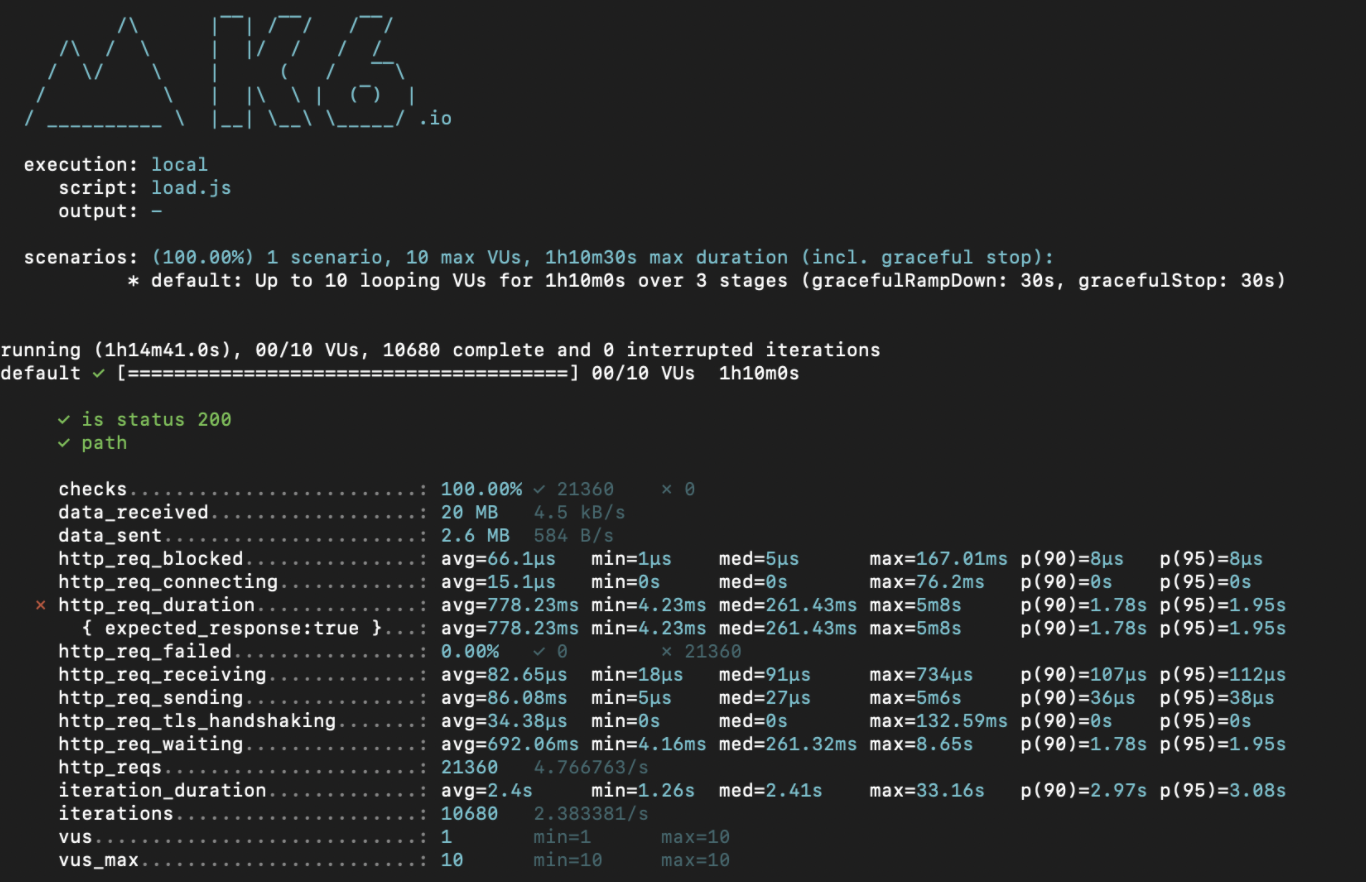 /\      |‾‾| /‾‾/   /‾‾/
     /\  /  \     |  |/  /   /  /
    /  \/    \    |     (   /   ‾‾\
   /          \   |  |\  \ |  (‾)  |
  / __________ \  |__| \__\ \_____/ .io
execution: local
script: load.js
output: -
scenarios: (100.00%) 1 scenario, 10 max VUs, 1h10m30s max duration (incl. graceful stop):
* default: Up to 10 looping VUs for 1h10m0s over 3 stages (gracefulRampDown: 30s, gracefulStop: 30s)
running (1h14m41.0s), 00/10 VUs, 10680 complete and 0 interrupted iterations
default ✓ [======================================] 00/10 VUs  1h10m0s
✓ is status 200
✓ path
checks.........................: 100.00% ✓ 21360    ✗ 0
data_received..................: 20 MB   4.5 kB/s
data_sent......................: 2.6 MB  584 B/s
http_req_blocked...............: avg=66.1µs   min=1µs    med=5µs      max=167.01ms p(90)=8µs   p(95)=8µs
http_req_connecting............: avg=15.1µs   min=0s     med=0s       max=76.2ms   p(90)=0s    p(95)=0s
✗ http_req_duration..............: avg=778.23ms min=4.23ms med=261.43ms max=5m8s     p(90)=1.78s p(95)=1.95s
{ expected_response:true }...: avg=778.23ms min=4.23ms med=261.43ms max=5m8s     p(90)=1.78s p(95)=1.95s
http_req_failed................: 0.00%   ✓ 0        ✗ 21360
http_req_receiving.............: avg=82.65µs  min=18µs   med=91µs     max=734µs    p(90)=107µs p(95)=112µs
http_req_sending...............: avg=86.08ms  min=5µs    med=27µs     max=5m6s     p(90)=36µs  p(95)=38µs
http_req_tls_handshaking.......: avg=34.38µs  min=0s     med=0s       max=132.59ms p(90)=0s    p(95)=0s
http_req_waiting...............: avg=692.06ms min=4.16ms med=261.32ms max=8.65s    p(90)=1.78s p(95)=1.95s
http_reqs......................: 21360   4.766763/s
iteration_duration.............: avg=2.4s     min=1.26s  med=2.41s    max=33.16s   p(90)=2.97s p(95)=3.08s
iterations.....................: 10680   2.383381/s
vus............................: 1       min=1      max=10
vus_max........................: 10      min=10     max=10